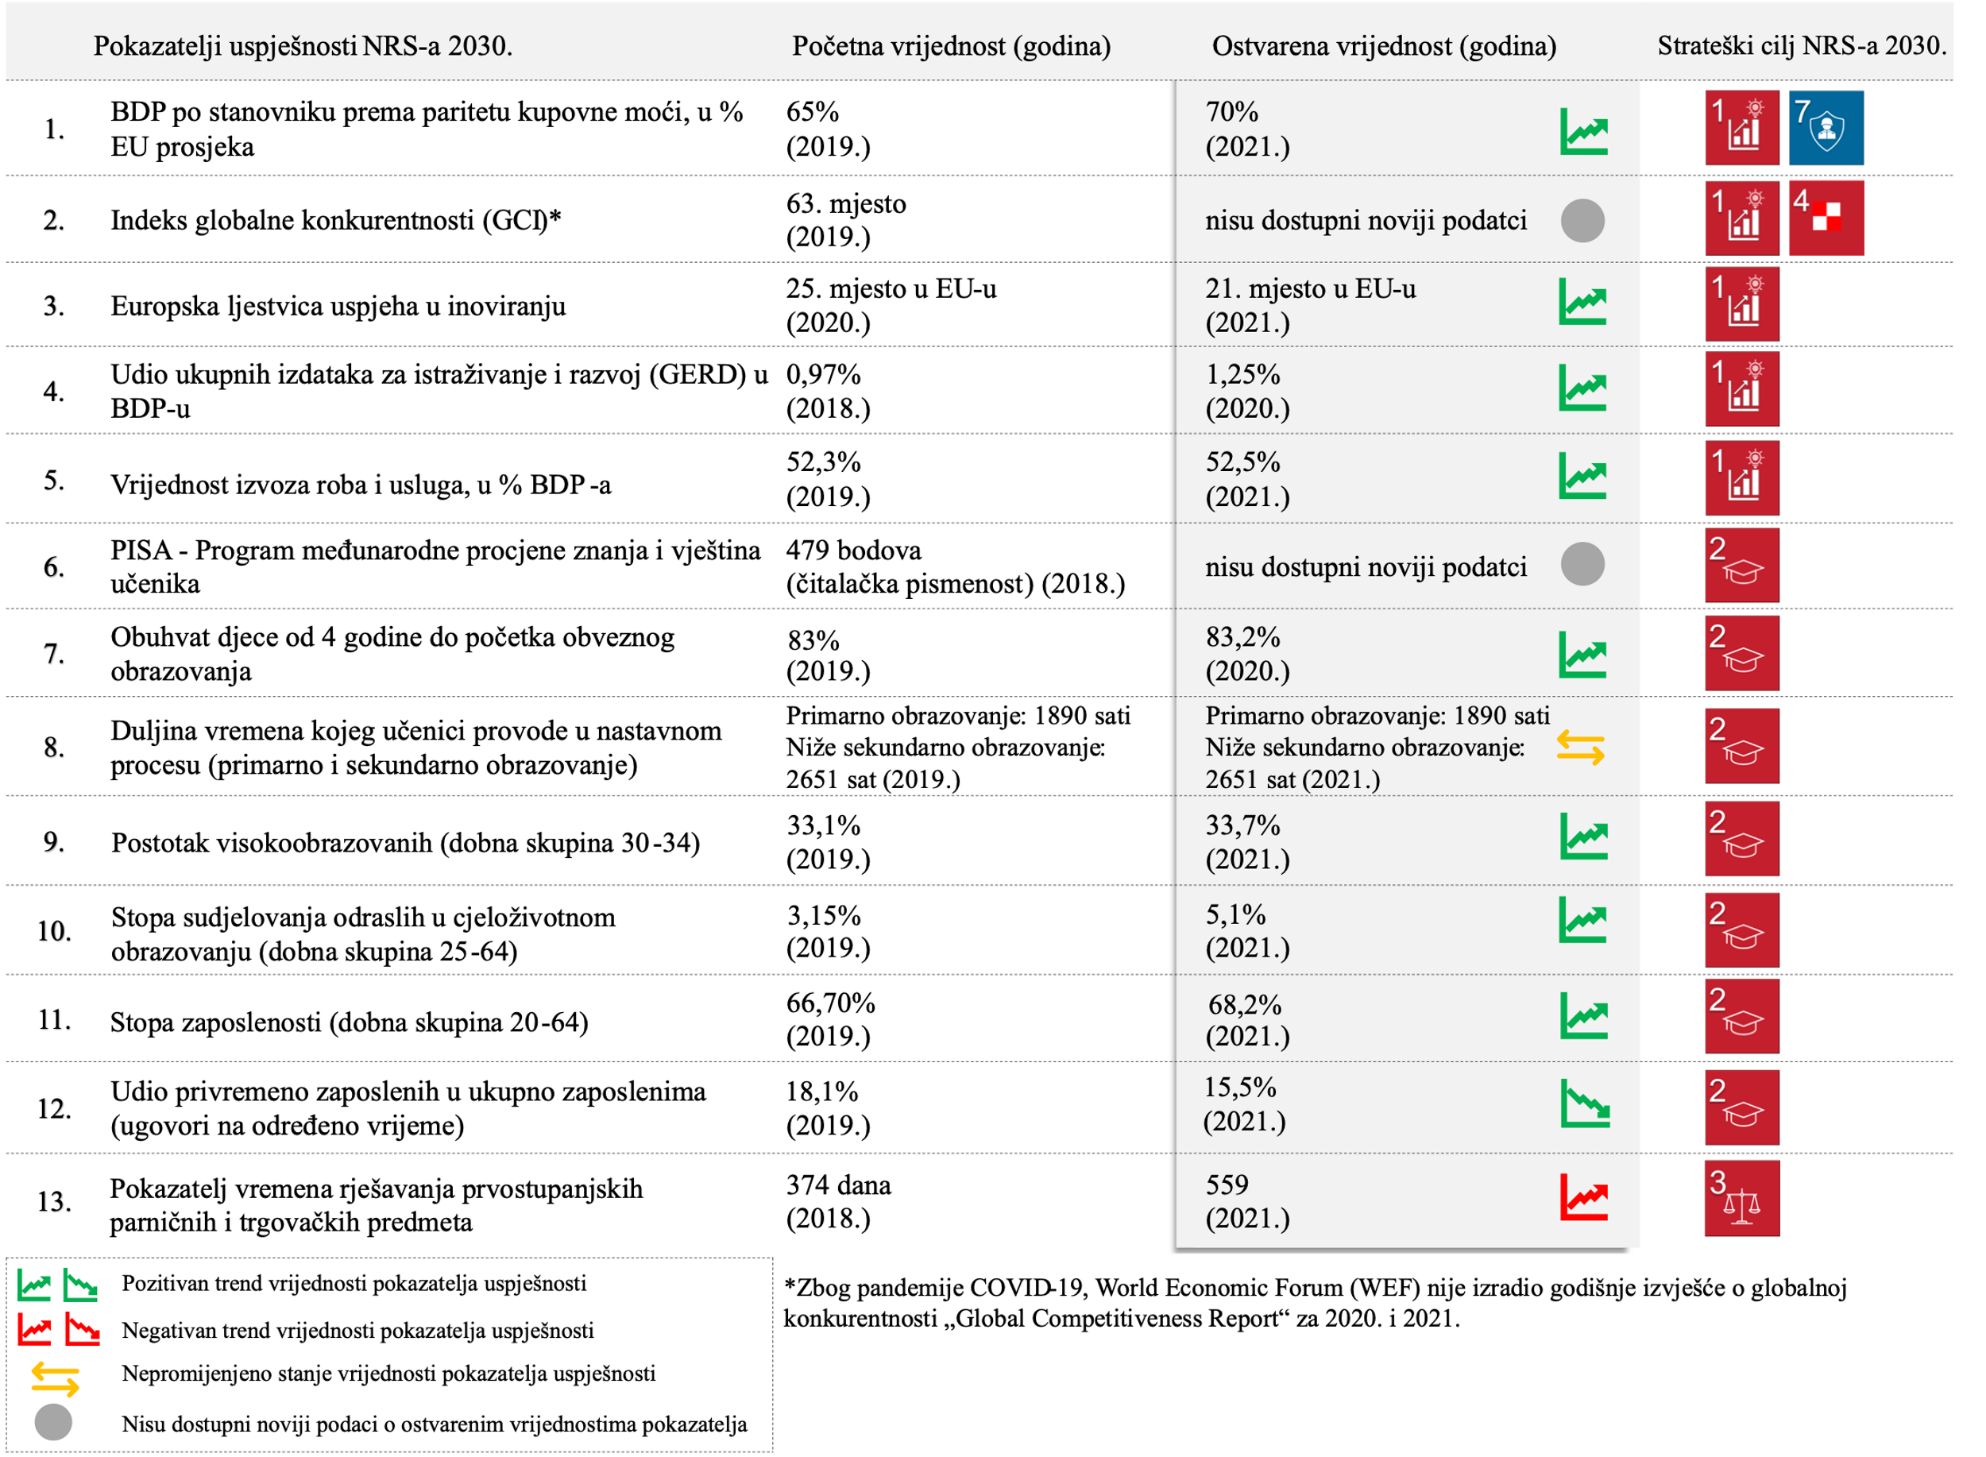 Pokazatelji uspješnosti NRS-a 2030. Početna vrijednost (godina) Ostvarena vrijednost (godina) Strateški cilj NRS-a 2030.
1. BDP po stanovniku prema paritetu kupovne moći, u % EU prosjeka
65%
(2019.)
70%
(2021.)
1 7
2. Indeks globalne konkurentnosti (GCI)*
63. mjesto
(2019.)
nisu dostupni noviji podatci
1 4
3. Europska ljestvica uspjeha u inoviranju
25. mjesto u EU-u
(2020.)
21. mjesto u EU-u
(2021.)
1
4. Udio ukupnih izdataka za istraživanje i razvoj (GERD) u
BDP-u
0,97%
(2018.)
1,25%
(2020.)
1
5. Vrijednost izvoza roba i usluga, u % BDP-a
52,3%
(2019.)
52,5%
(2021.)
1
6. PISA - Program međunarodne procjene znanja i vještina
učenika
479 bodova
(čitalačka pismenost) (2018.)
nisu dostupni noviji podatci
2
7. Obuhvat djece od 4 godine do početka obveznog
obrazovanja
83%
(2019.)
83,2%
(2020.)
2
8. Duljina vremena kojeg učenici provode u nastavnom
procesu (primarno i sekundarno obrazovanje)
Primarno obrazovanje: 1890 sati
Niže sekundarno obrazovanje:
2651 sat (2019.)
Primarno obrazovanje: 1890 sati
Niže sekundarno obrazovanje:
2651 sat (2021.)
2
9. Postotak visokoobrazovanih (dobna skupina 30-34)
33,1%
(2019.)
33,7%
(2021.)
2
10. Stopa sudjelovanja odraslih u cjeloživotnom
obrazovanju (dobna skupina 25-64)
3,15%
(2019.)
5,1%
(2021.)
2
11. Stopa zaposlenosti (dobna skupina 20-64)
66,70%
(2019.)
68,2%
(2021.)
2
12. Udio privremeno zaposlenih u ukupno zaposlenima
(ugovori na određeno vrijeme)
18,1%
(2019.)
15,5%
(2021.)
2
13. Pokazatelj vremena rješavanja prvostupanjskih
parničnih i trgovačkih predmeta
374 dana
(2018.)
559
(2021.)
3
Pozitivan trend vrijednosti pokazatelja uspješnosti
Negativan trend vrijednosti pokazatelja uspješnosti
Nepromijenjeno stanje vrijednosti pokazatelja uspješnosti
Nisu dostupni noviji podaci o ostvarenim vrijednostima pokazatelja
*Zbog pandemije COVID-19, World Economic Forum (WEF) nije izradio godišnje izvješće o globalnoj
konkurentnosti „Global Competitiveness Report“ za 2020. i 2021.